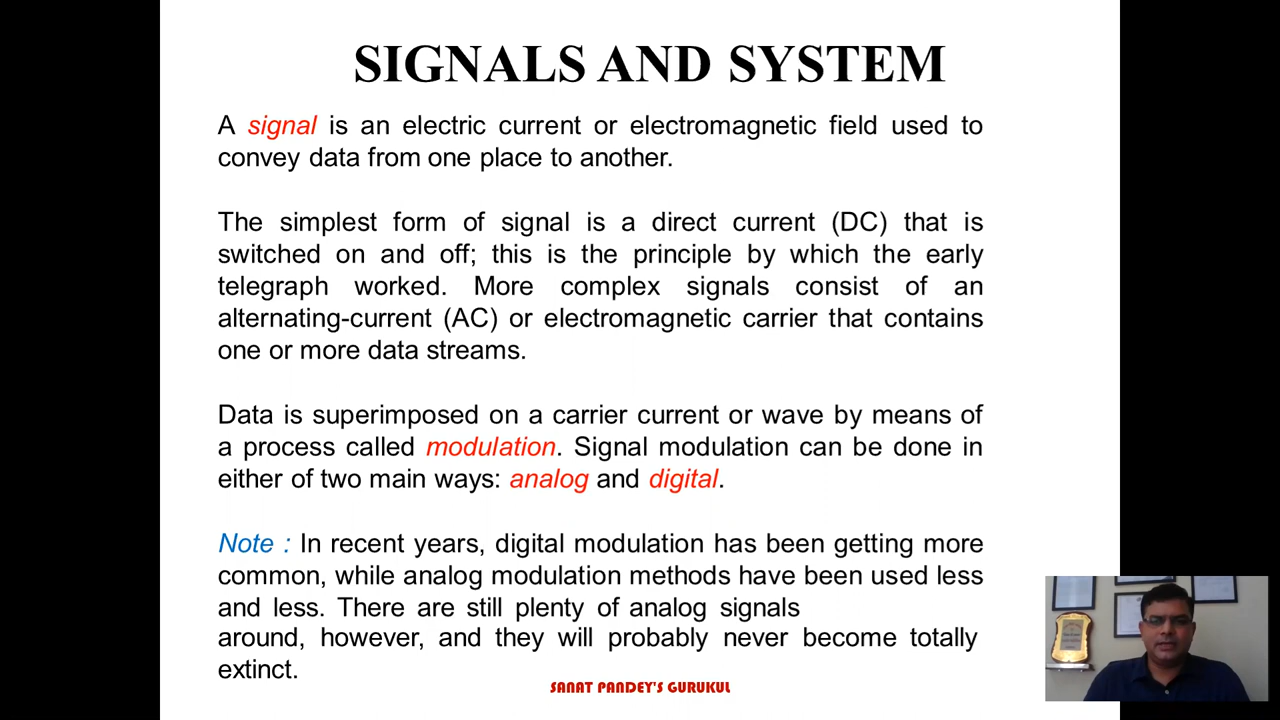 SIGNALS AND SYSTEM
A signal is an electric current or electromagnetic field used to
convey data from one place to another.
The simplest form of signal is a direct current (DC) that is
switched on and off; this is the principle by which the early
telegraph worked. More complex signals consist of an
alternating-current (AC) or electromagnetic carrier that contains
one or more data streams.
Data is superimposed on a carrier current or wave by means of
a process called modulation. Signal modulation can be done in
either of two main ways: analog and digital.
Note : In recent years, digital modulation has been getting more
common, while analog modulation methods have been used less
and less. There are still plenty of analog signals
around, however, and they will probably never become totally
extinct.
SANAT PANDEY'S GURUKUL